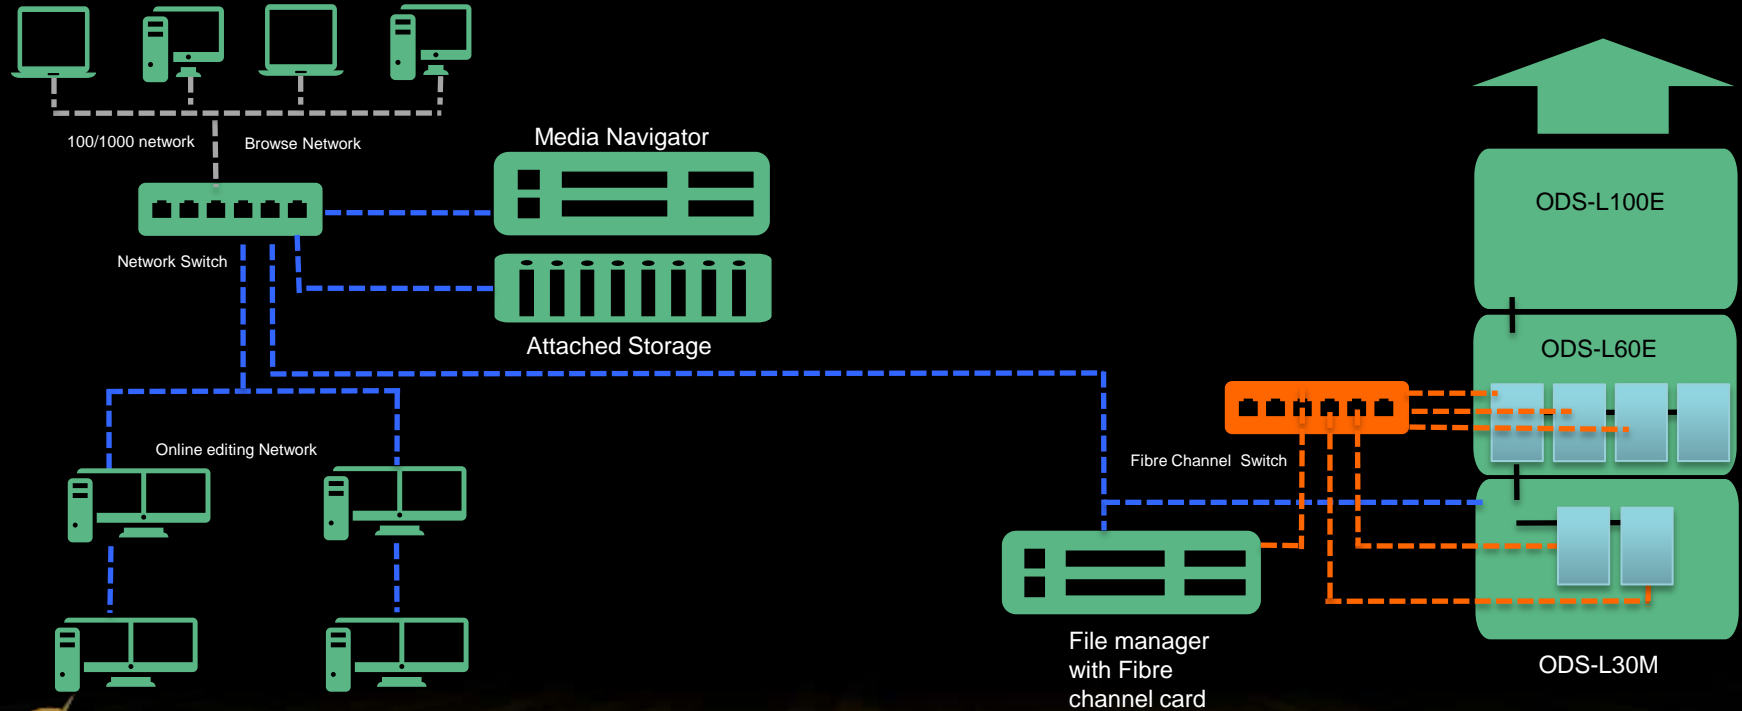 100/1000 network
Browse Network
Media Navigator
Network Switch
Attached Storage
Online editing Network
Fibre Channel Switch
File manager
with Fibre
channel card
ODS-L100E
ODS-L60E
ODS-L30M